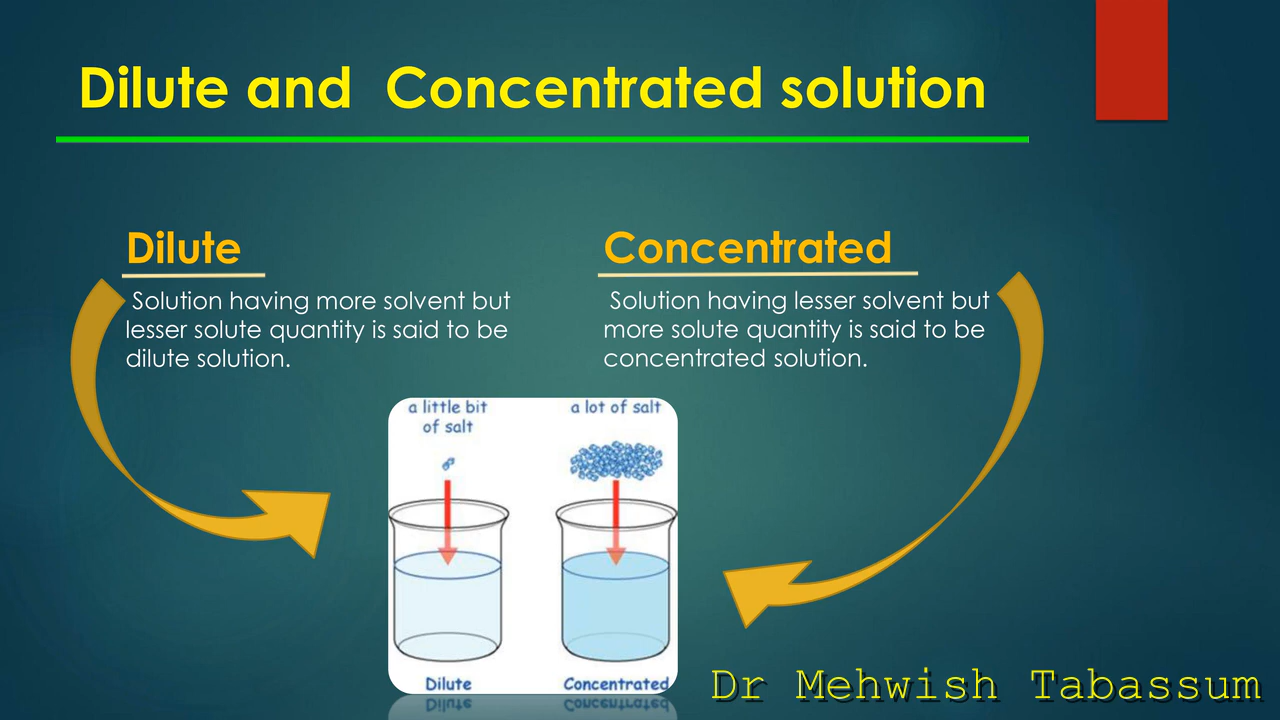 Dilute and Concentrated solution
Dilute
Solution having more solvent but
lesser solute quantity is said to be
dilute solution.
Concentrated
Solution having lesser solvent but
more solute quantity is said to be
concentrated solution.
a little bit
of salt
a lot of salt
Dilute
Concentrated
Dr Mehwish Tabassum